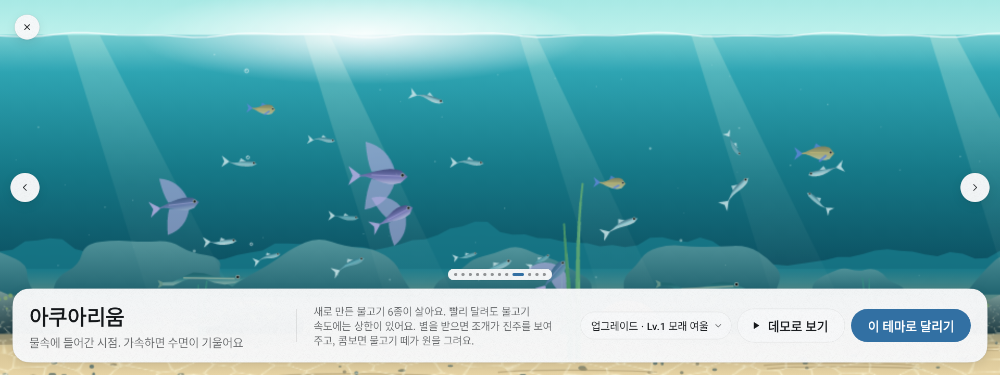 아쿠아리움
물속에 들어간 시점. 가속하면 수면이 기울어요
새로 만든 물고기 6종이 살아요. 빨리 달려도 물고기
속도에는 상한이 있어요. 별을 받으면 조개가 진주를 보여
주고, 콤보면 물고기 떼가 원을 그려요.
업그레이드 · Lv.1 모래 여울
데모로 보기
이 테마로 달리기